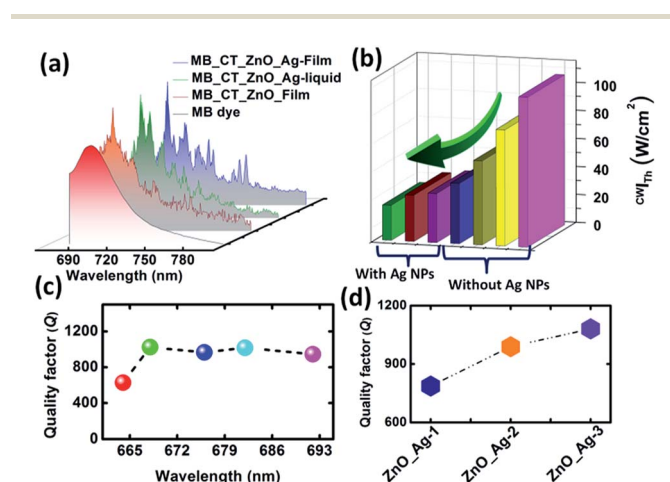 (a)
MB_CT_ZnO_Ag-Film
MB_CT_ZnO_Ag-liquid
MB_CT_ZnO_Film
MB dye
690 720 750 780
Wavelength (nm)
(b)
100
80
60
40
20
0
CWI_Th (W/cm²)
With Ag NPs
Without Ag NPs
(c)
Quality factor (Q)
1200
800
400
0
665 672 679 686 693
Wavelength (nm)
(d)
Quality factor (Q)
1200
900
600
ZnO_Ag-1
ZnO_Ag-2
ZnO_Ag-3